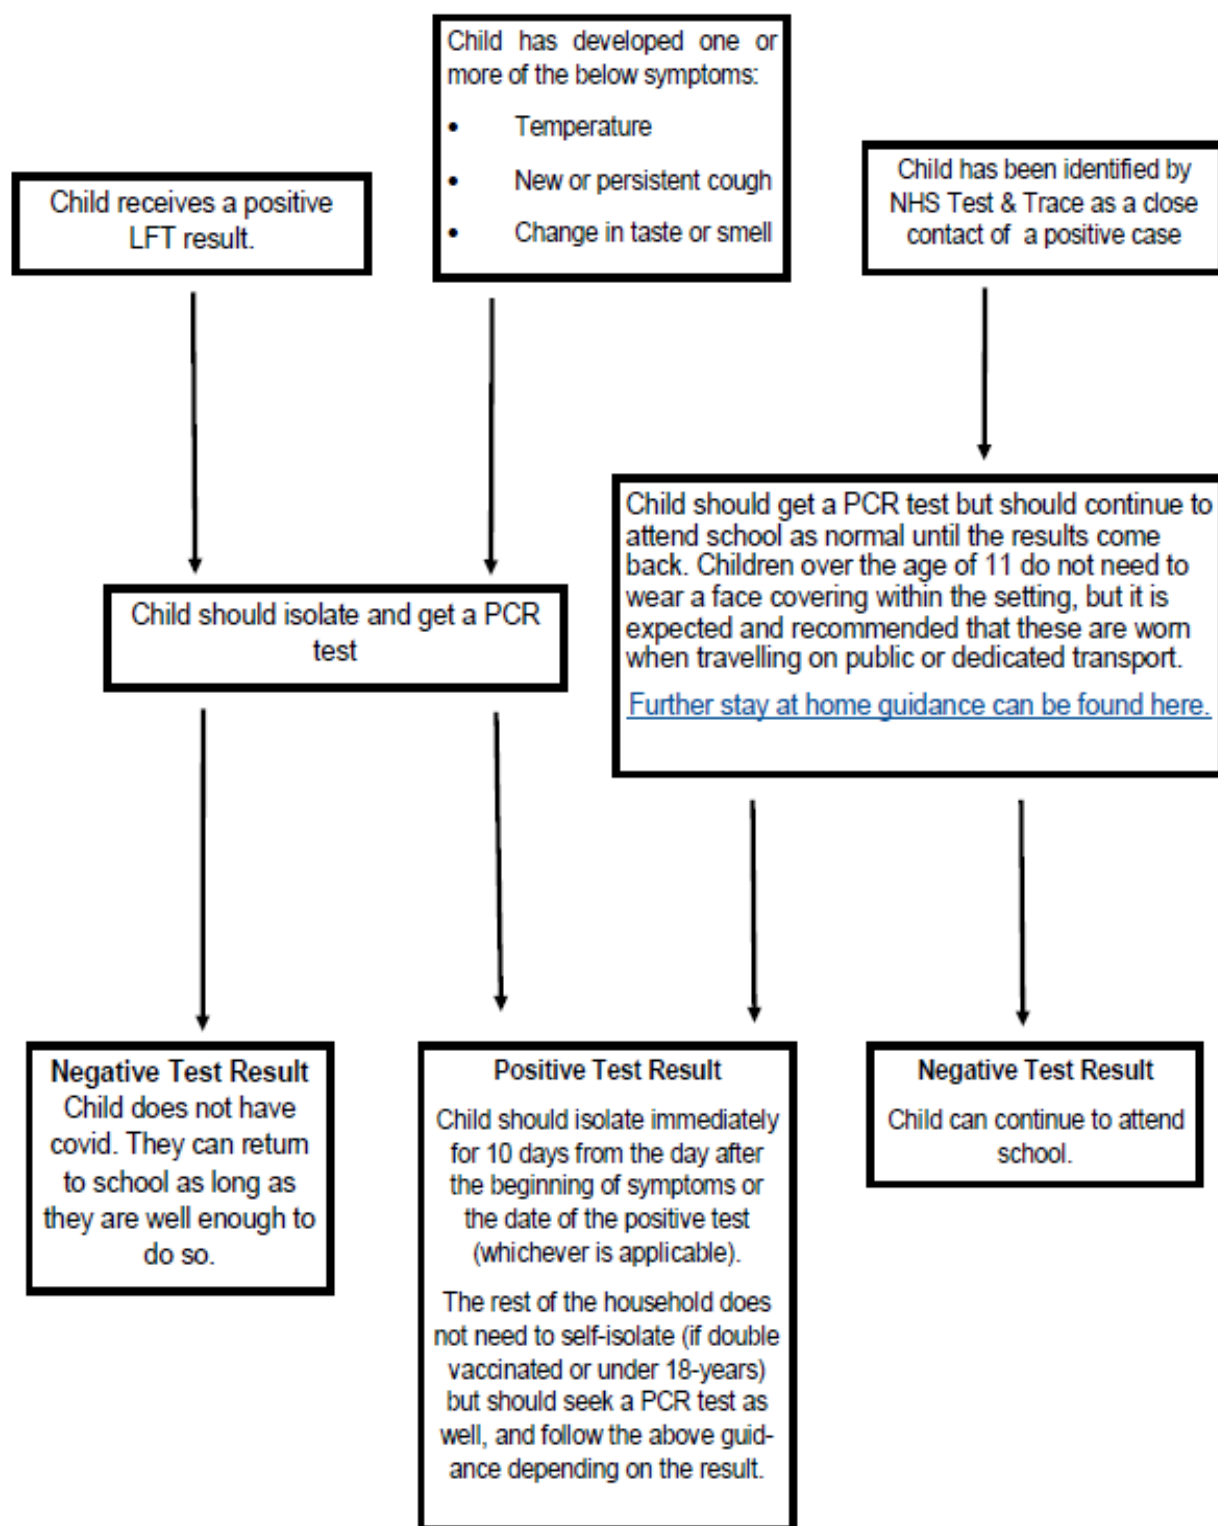 Child has developed one or
more of the below symptoms:
• Temperature
• New or persistent cough
• Change in taste or smell
Child receives a positive
LFT result.
Child has been identified by
NHS Test & Trace as a close
contact of a positive case
Child should isolate and get a PCR
test
Child should get a PCR test but should continue to
attend school as normal until the results come
back. Children over the age of 11 do not need to
wear a face covering within the setting, but it is
expected and recommended that these are worn
when travelling on public or dedicated transport.
Further stay at home guidance can be found here.
Negative Test Result
Child does not have
covid. They can return
to school as long as
they are well enough to
do so.
Positive Test Result
Child should isolate immediately
for 10 days from the day after
the beginning of symptoms or
the date of the positive test
(whichever is applicable).
The rest of the household does
not need to self-isolate (if double
vaccinated or under 18-years)
but should seek a PCR test as
well, and follow the above guid-
ance depending on the result.
Negative Test Result
Child can continue to attend
school.